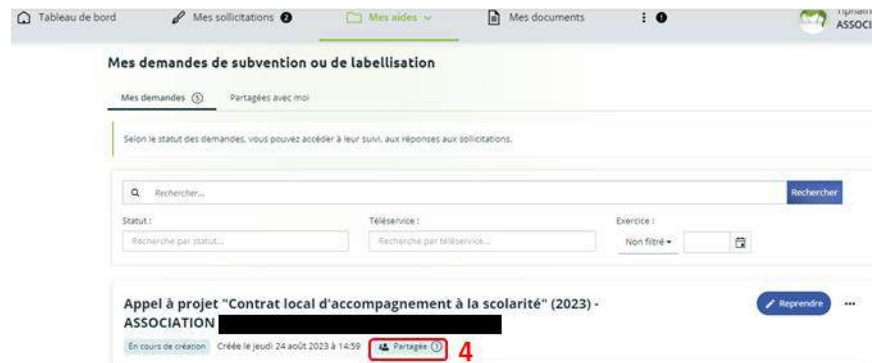 Tableau de bord Mes sollicitations 2 Mes aides Mes documents 1
ASSOCI
Mes demandes de subvention ou de labellisation
Mes demandes 5 Partagées avec moi
Selon le statut des demandes, vous pouvez accéder à leur suivi, aux réponses aux sollicitations.
Rechercher... Rechercher
Statut : Téléservice : Exercice :
Recherche par statut... Recherche par téléservice... Non filtré
Appel à projet "Contrat local d'accompagnement à la scolarité" (2023) - Reprendre ...
ASSOCIATION
En cours de création Créée le jeudi 24 août 2023 à 14:59 Partagée 1 4